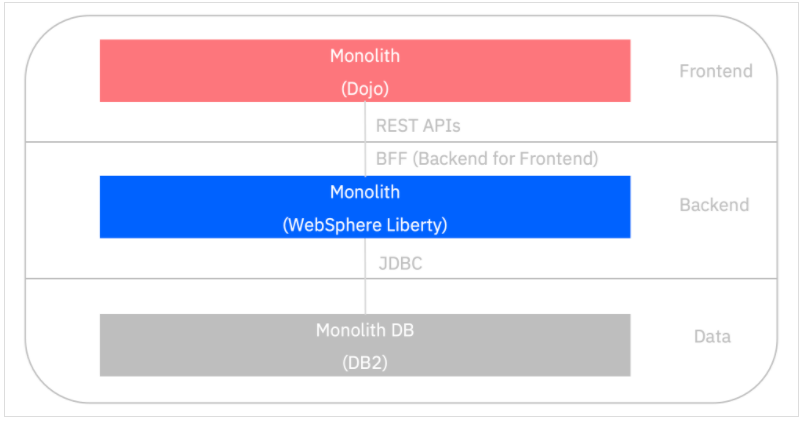 Monolith
(Dojo)
Frontend
REST APIs
BFF (Backend for Frontend)
Monolith
(WebSphere Liberty)
Backend
JDBC
Monolith DB
(DB2)
Data